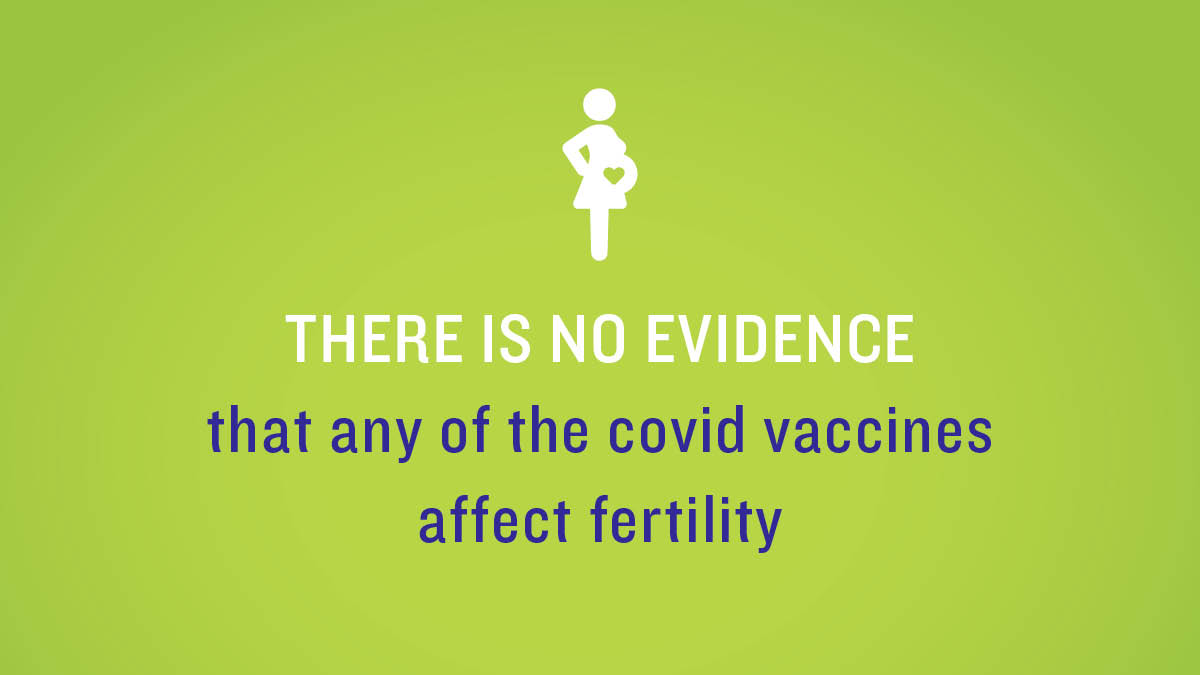 THERE IS NO EVIDENCE
that any of the covid vaccines
affect fertility